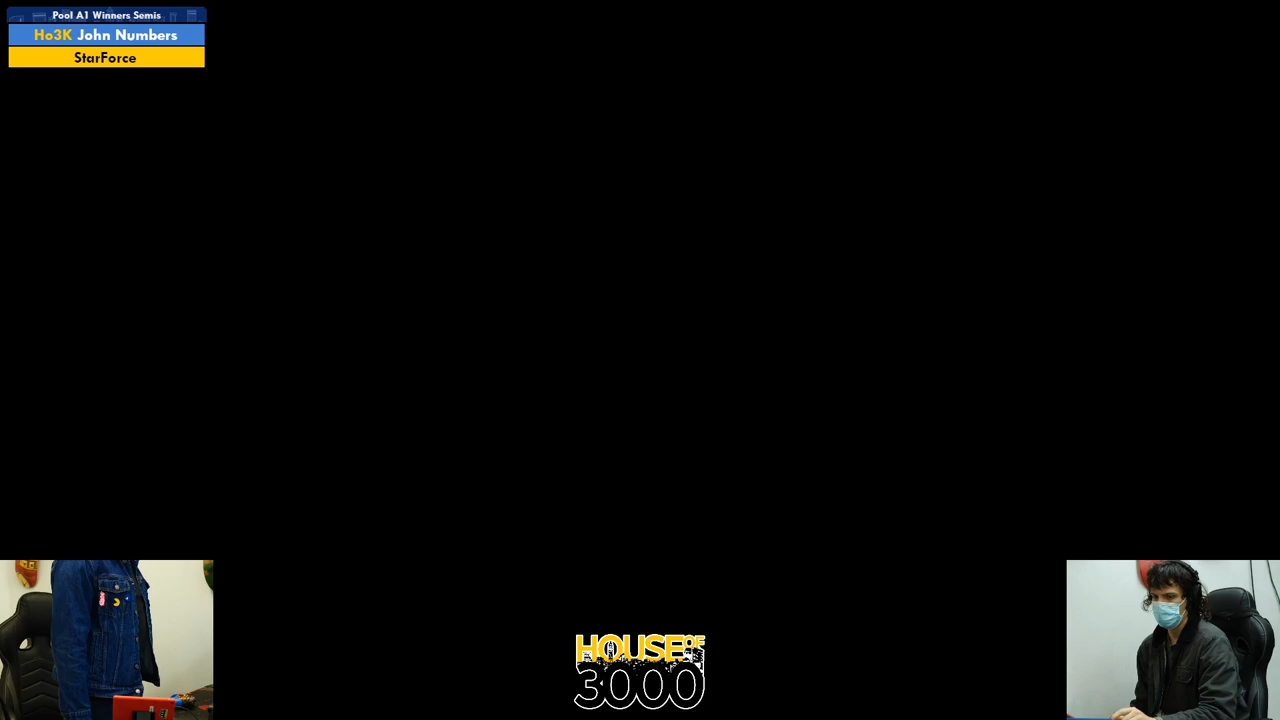 Pool A1 Winners Semis
Ho3K John Numbers
StarForce
HOUSE OF
3000